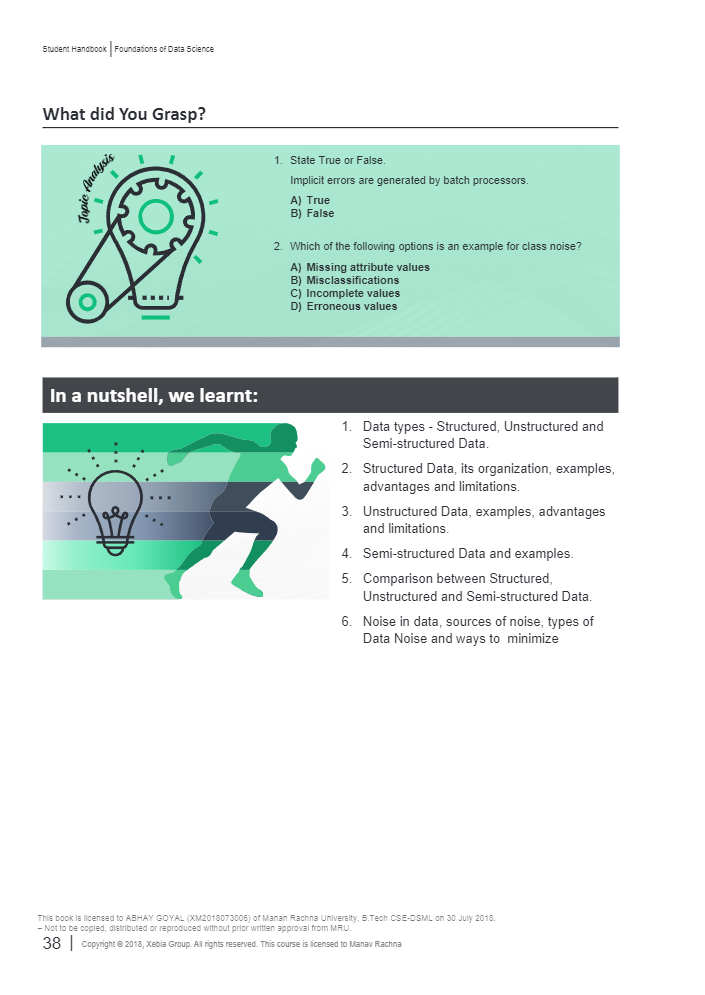 Student Handbook | Foundations of Data Science
What did You Grasp?
Topic Analysis
1. State True or False.
Implicit errors are generated by batch processors.
A) True
B) False
2. Which of the following options is an example for class noise?
A) Missing attribute values
B) Misclassifications
C) Incomplete values
D) Erroneous values
In a nutshell, we learnt:
1. Data types - Structured, Unstructured and
Semi-structured Data.
2. Structured Data, its organization, examples,
advantages and limitations.
3. Unstructured Data, examples, advantages
and limitations.
4. Semi-structured Data and examples.
5. Comparison between Structured,
Unstructured and Semi-structured Data.
6. Noise in data, sources of noise, types of
Data Noise and ways to minimize
This book is licensed to ABHAY GOYAL (XM2018073006) of Manan Rachna University, B.Tech CSE-DSML on 30 July 2018.
– Not to be copied, distributed or reproduced without prior written approval from MRU.
38 | Copyright © 2018, Xebia Group. All rights reserved. This course is licensed to Manav Rachna